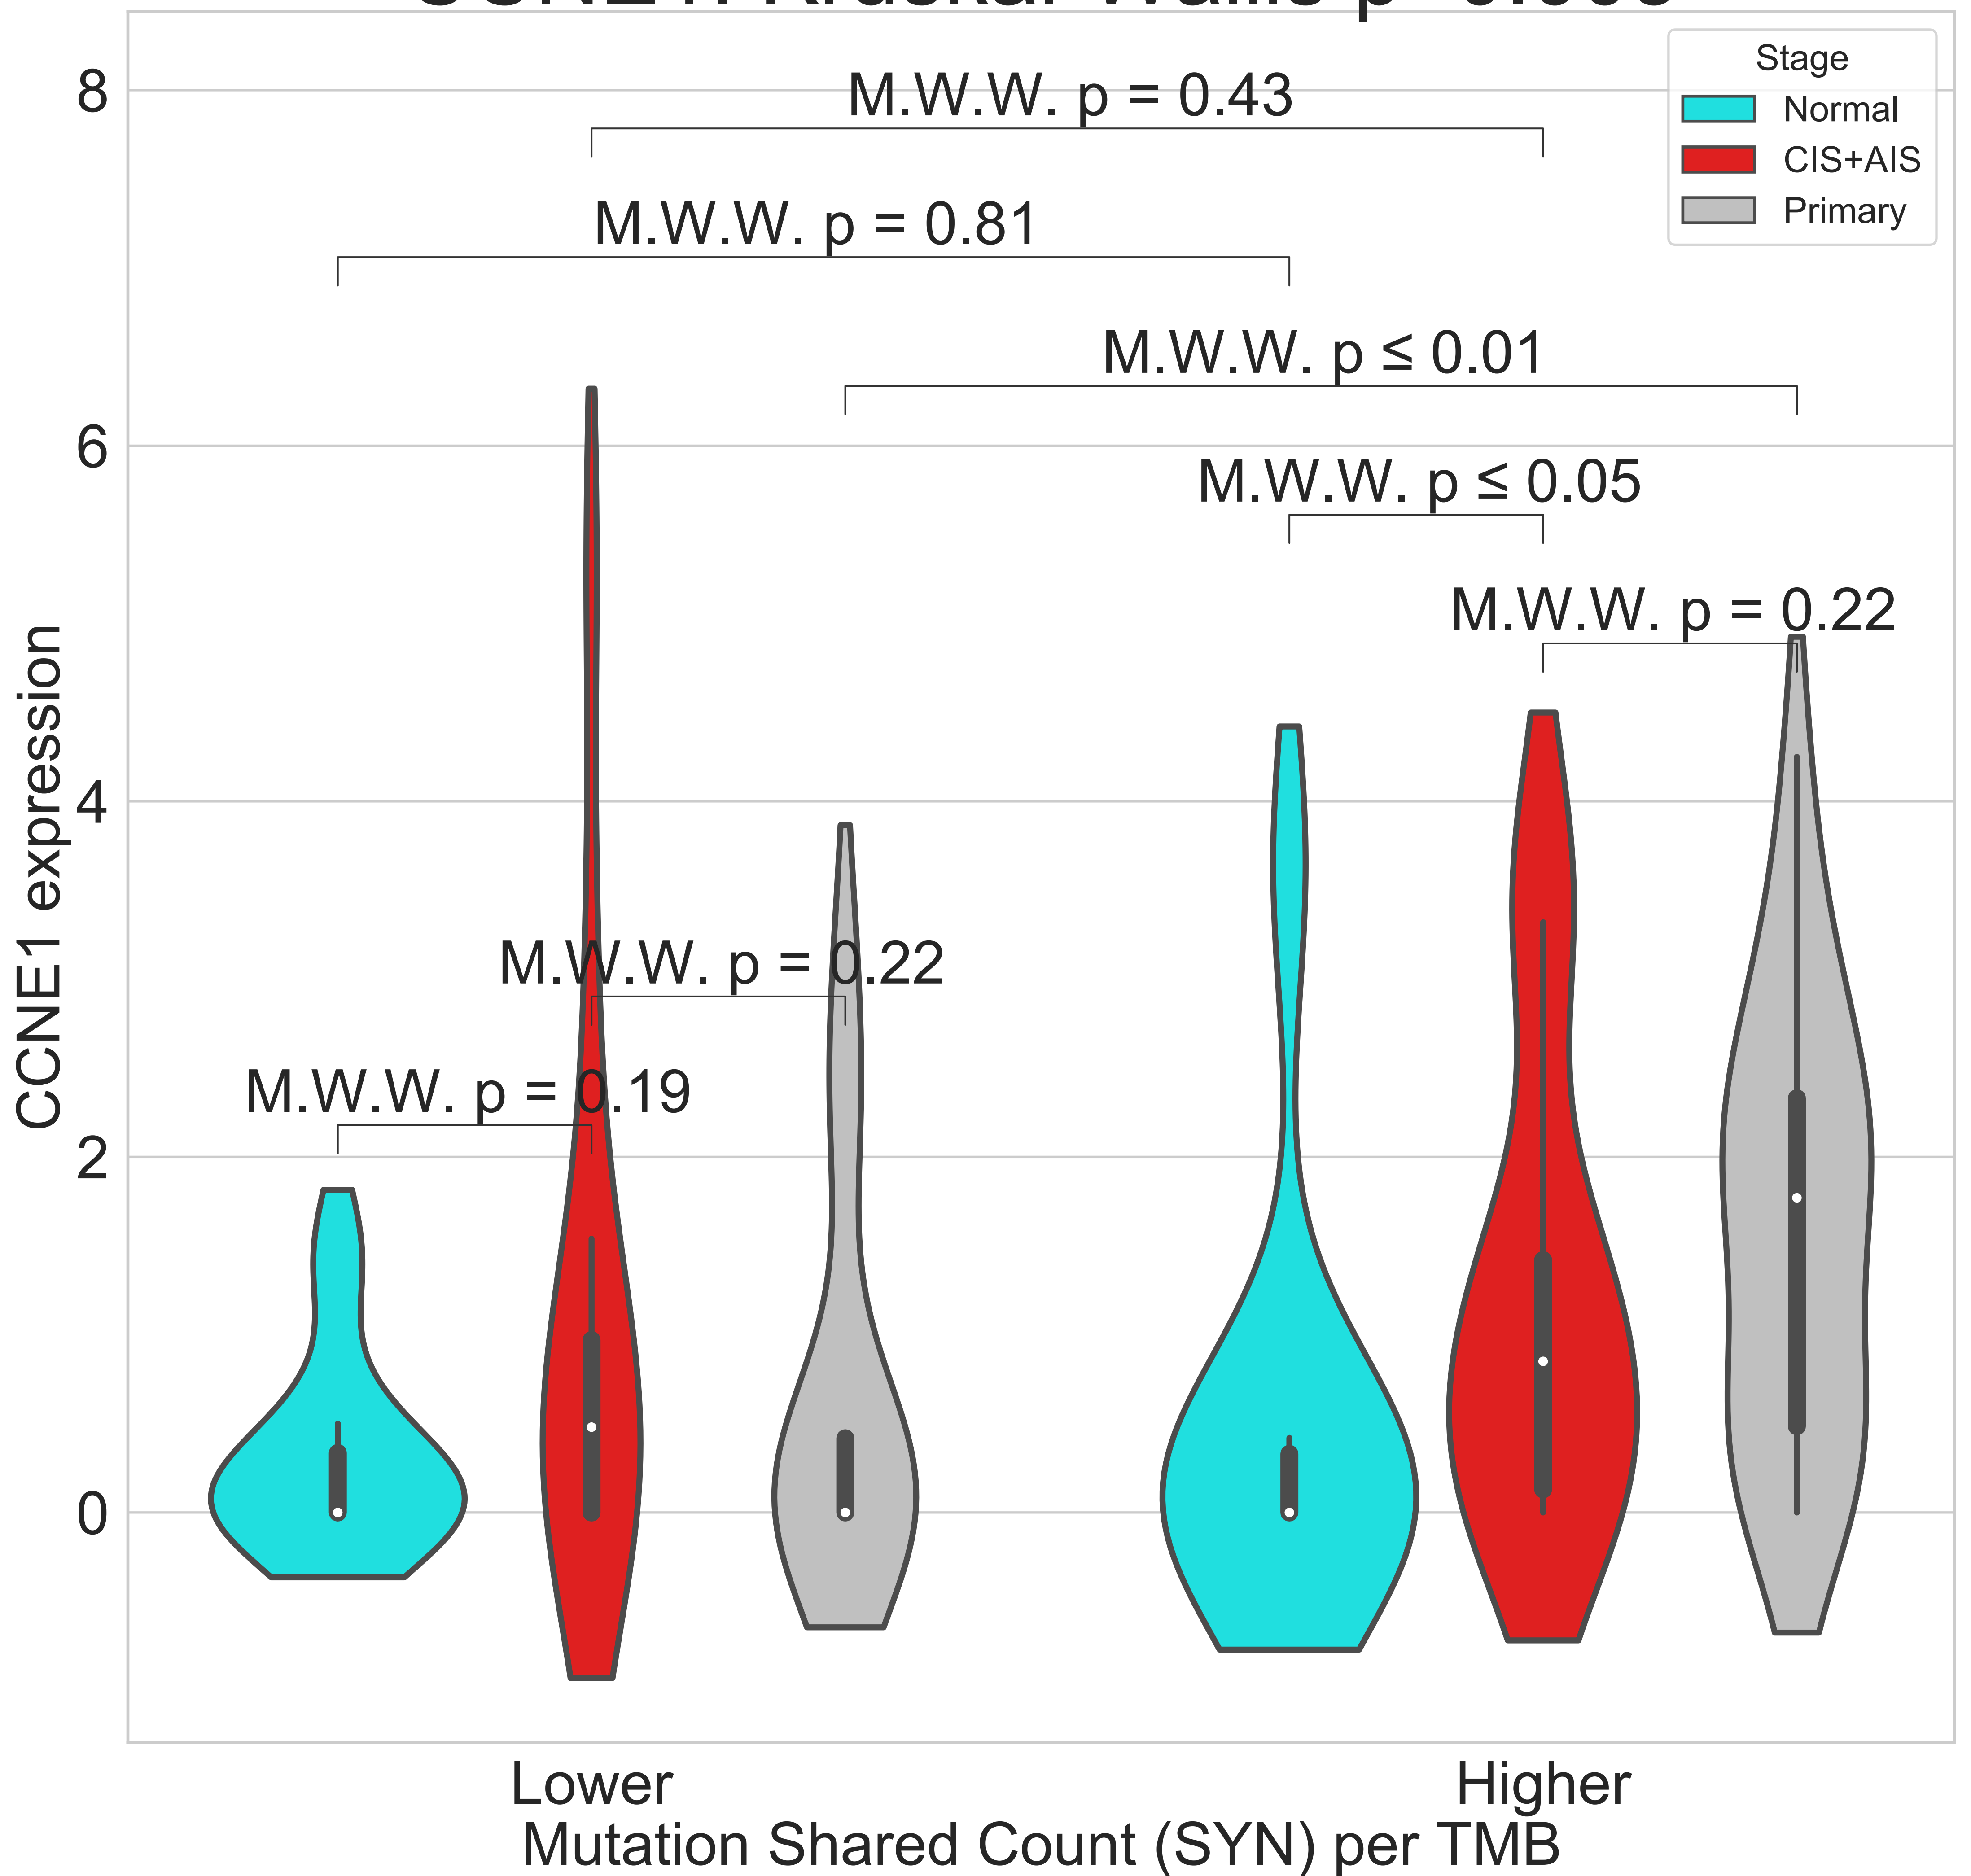 8
6
4
2
0
CCNE1 expression
M.W.W. p = 0.43
M.W.W. p = 0.81
M.W.W. p ≤ 0.01
M.W.W. p ≤ 0.05
M.W.W. p = 0.22
M.W.W. p = 0.22
M.W.W. p = 0.19
Stage
Normal
CIS+AIS
Primary
Lower
Higher
Mutation Shared Count (SYN) per TMB